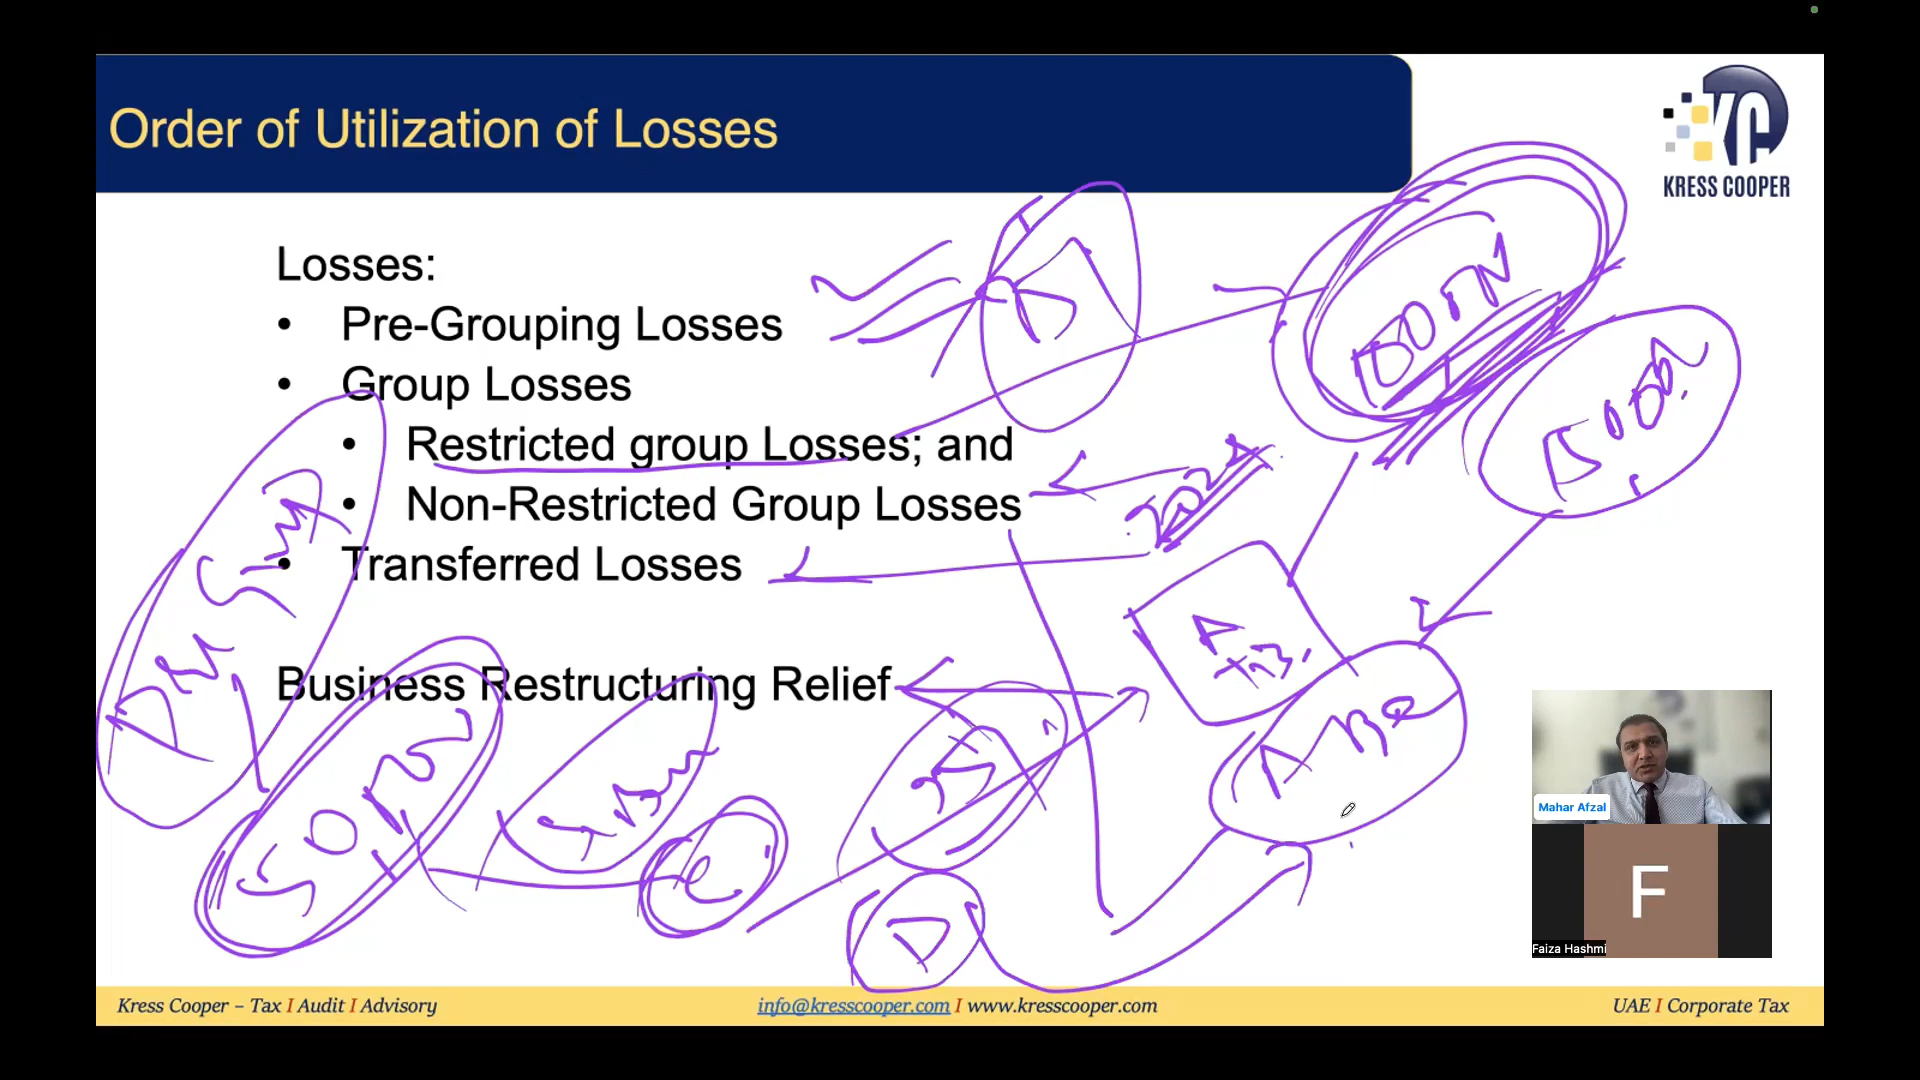 Order of Utilization of Losses
KC
KRESS COOPER
Losses:
• Pre-Grouping Losses
• Group Losses
• Restricted group Losses; and
• Non-Restricted Group Losses
• Transferred Losses
Business Restructuring Relief
2024
A
C
D
Mahar Afzal
F
Faiza Hashmi
Kress Cooper – Tax I Audit I Advisory
info@kresscooper.com I www.kresscooper.com
UAE I Corporate Tax